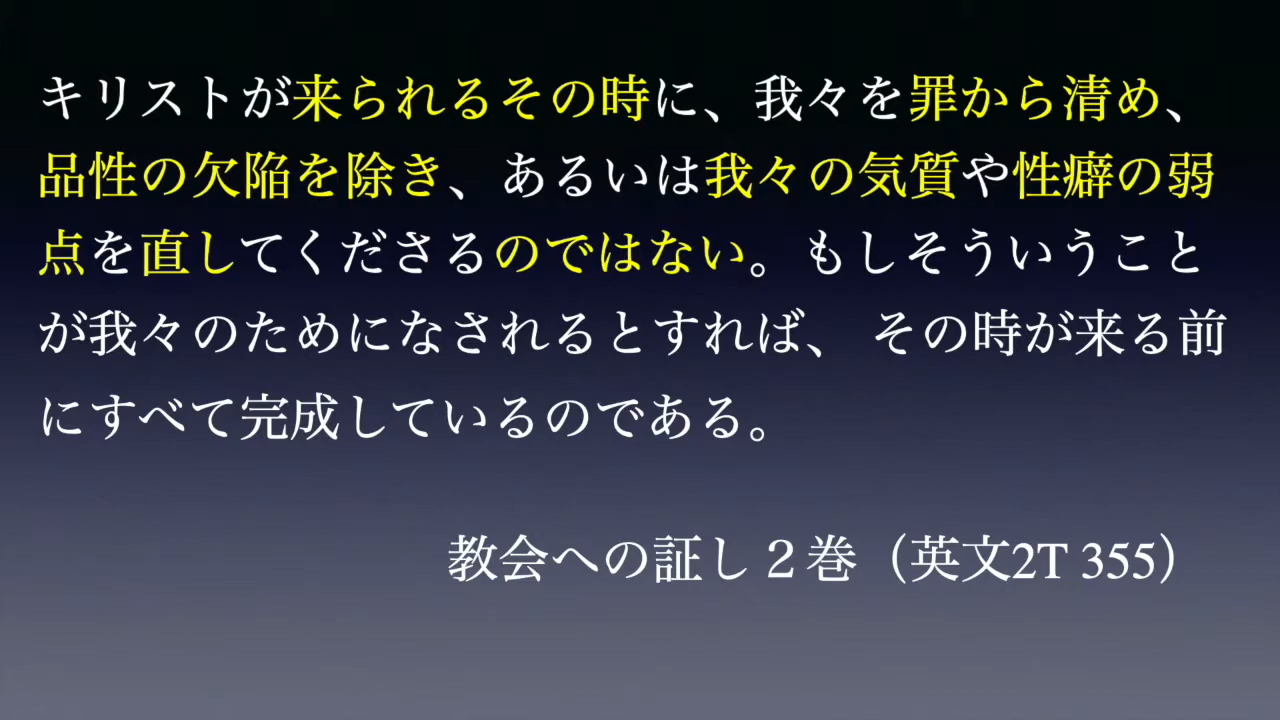 キリストが来られるその時に、我々を罪から清め、
品性の欠陥を除き、あるいは我々の気質や性癖の弱
点を直してくださるのではない。もしそういうこと
が我々のためになされるとすれば、 その時が来る前
にすべて完成しているのである。
教会への証し２巻（英文2T 355）